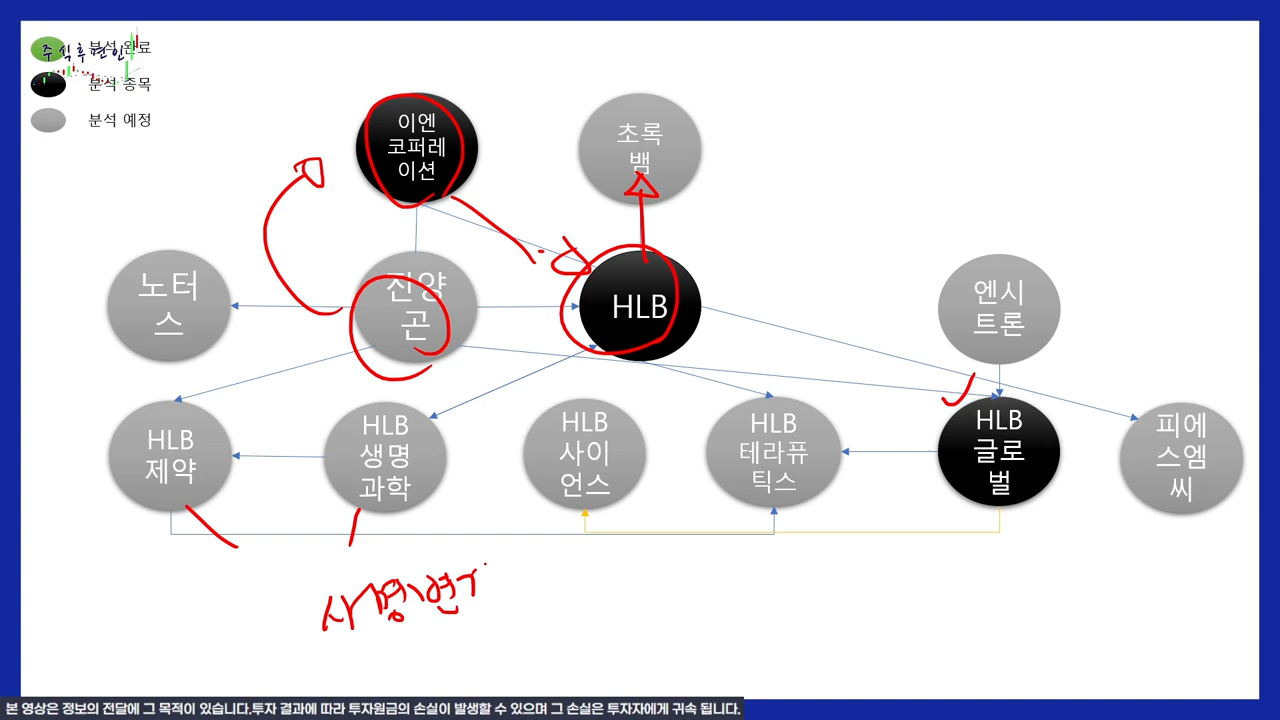 주식후현인
분석 완료
분석 종목
분석 예정
이엔
코퍼레
이션
초록
뱀
노터
스
진양
곤
HLB
엔시
트론
HLB
제약
HLB
생명
과학
HLB
사이
언스
HLB
테라퓨
틱스
HLB
글로
벌
피에
스엠
씨
본 영상은 정보의 전달에 그 목적이 있습니다.투자 결과에 따라 투자원금의 손실이 발생할 수 있으며 그 손실은 투자자에게 귀속 됩니다.